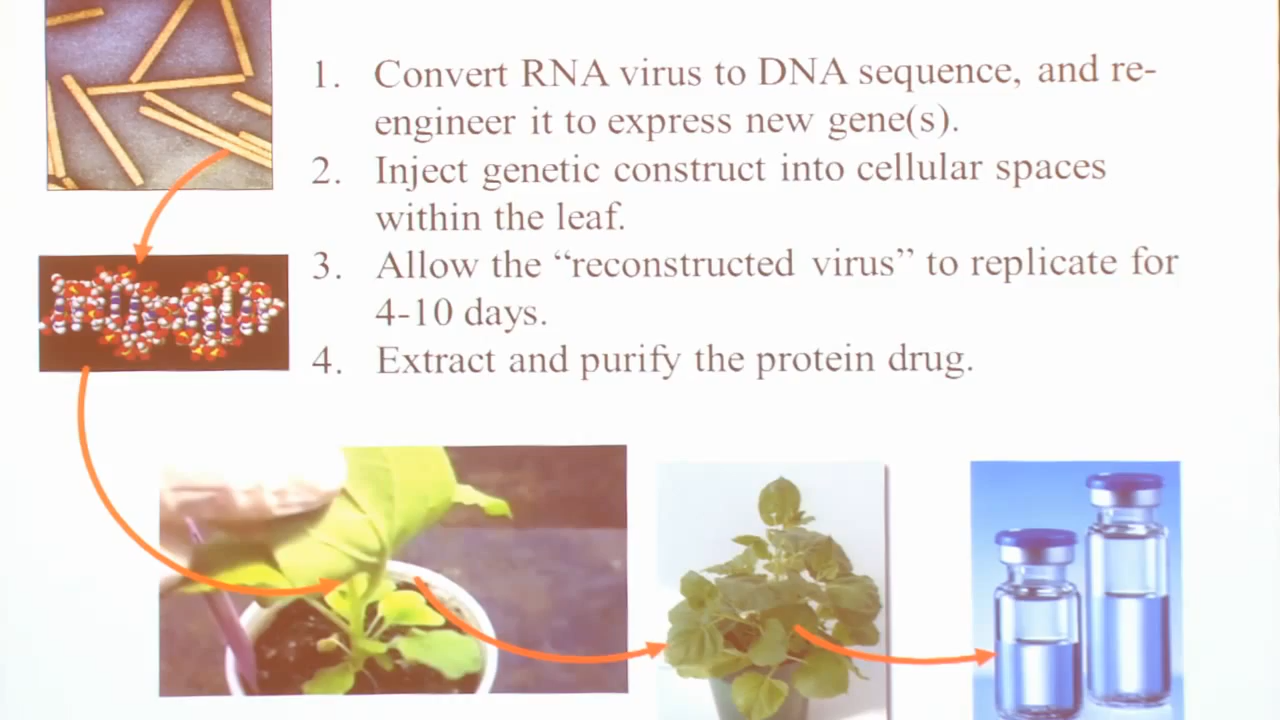 1. Convert RNA virus to DNA sequence, and re-
engineer it to express new gene(s).
2. Inject genetic construct into cellular spaces
within the leaf.
3. Allow the “reconstructed virus” to replicate for
4-10 days.
4. Extract and purify the protein drug.